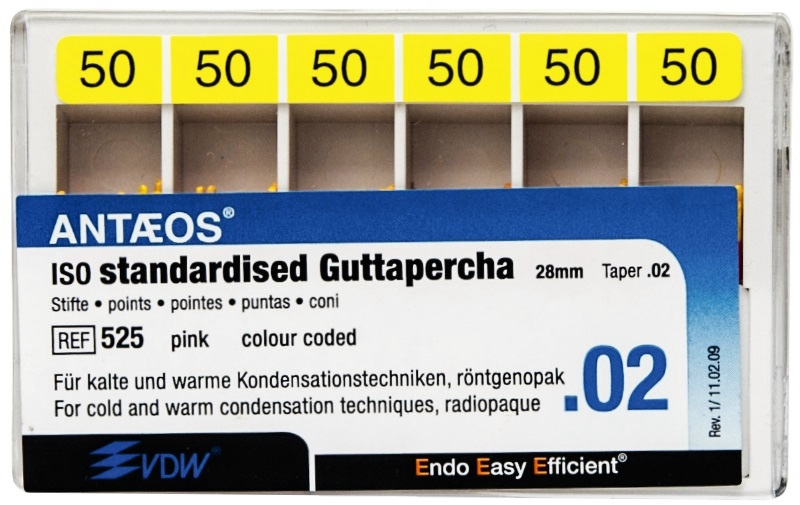 50 50 50 50 50 50
ANTÆOS®
ISO standardised Guttapercha 28mm Taper .02
Stifte • points • pointes • puntas • coni
REF 525 pink colour coded
Für kalte und warme Kondensationstechniken, röntgenopak
For cold and warm condensation techniques, radiopaque
.02
Rev. 1/ 11.02.09
VDW®
Endo Easy Efficient®